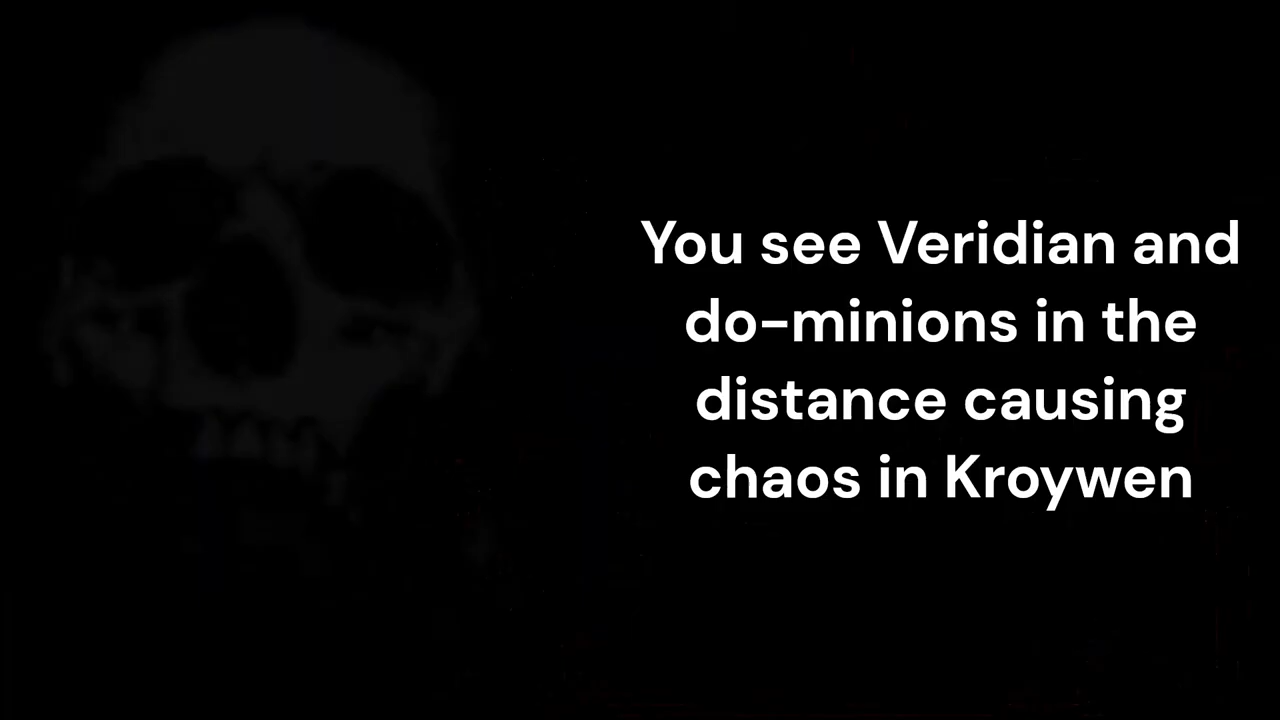 You see Veridian and
do-minions in the
distance causing
chaos in Kroywen